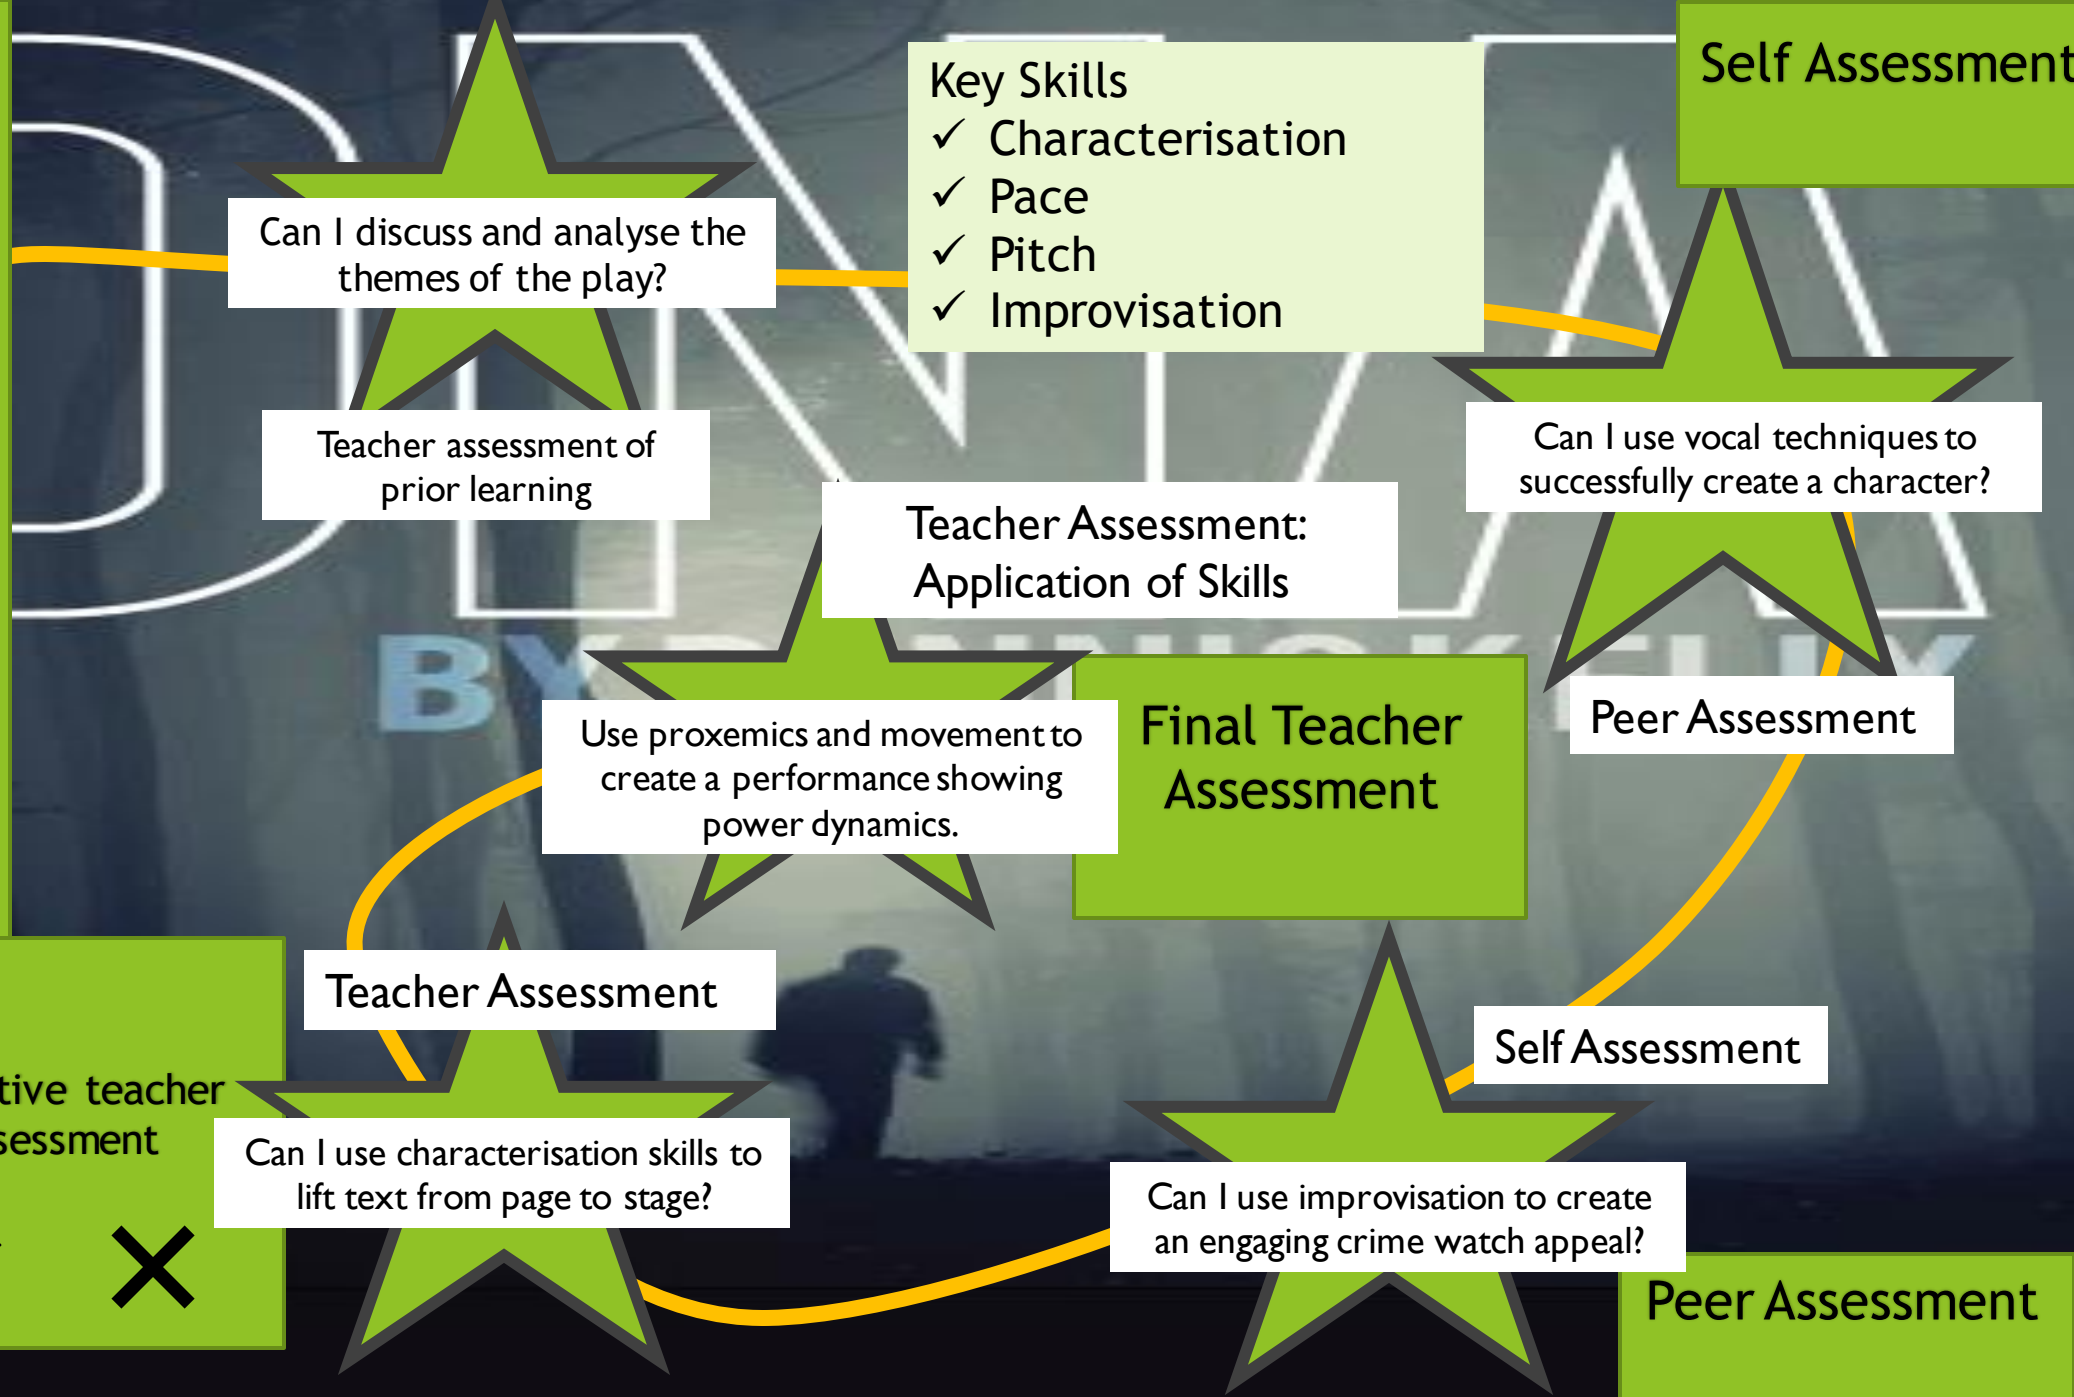 Self Assessment
Key Skills
✓ Characterisation
✓ Pace
✓ Pitch
✓ Improvisation
Can I discuss and analyse the
themes of the play?
Teacher assessment of
prior learning
Can I use vocal techniques to
successfully create a character?
Peer Assessment
Teacher Assessment:
Application of Skills
DNA
BY
Use proxemics and movement to
create a performance showing
power dynamics.
Final Teacher
Assessment
Teacher Assessment
Self Assessment
tive teacher
sessment
Can I use characterisation skills to
lift text from page to stage?
Can I use improvisation to create
an engaging crime watch appeal?
Peer Assessment